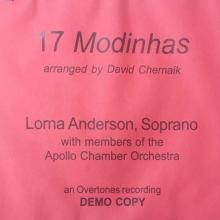 17 Modinhas
arranged by David Chernaik
Lorna Anderson, Soprano
with members of the
Apollo Chamber Orchestra
an Overtones recording
DEMO COPY